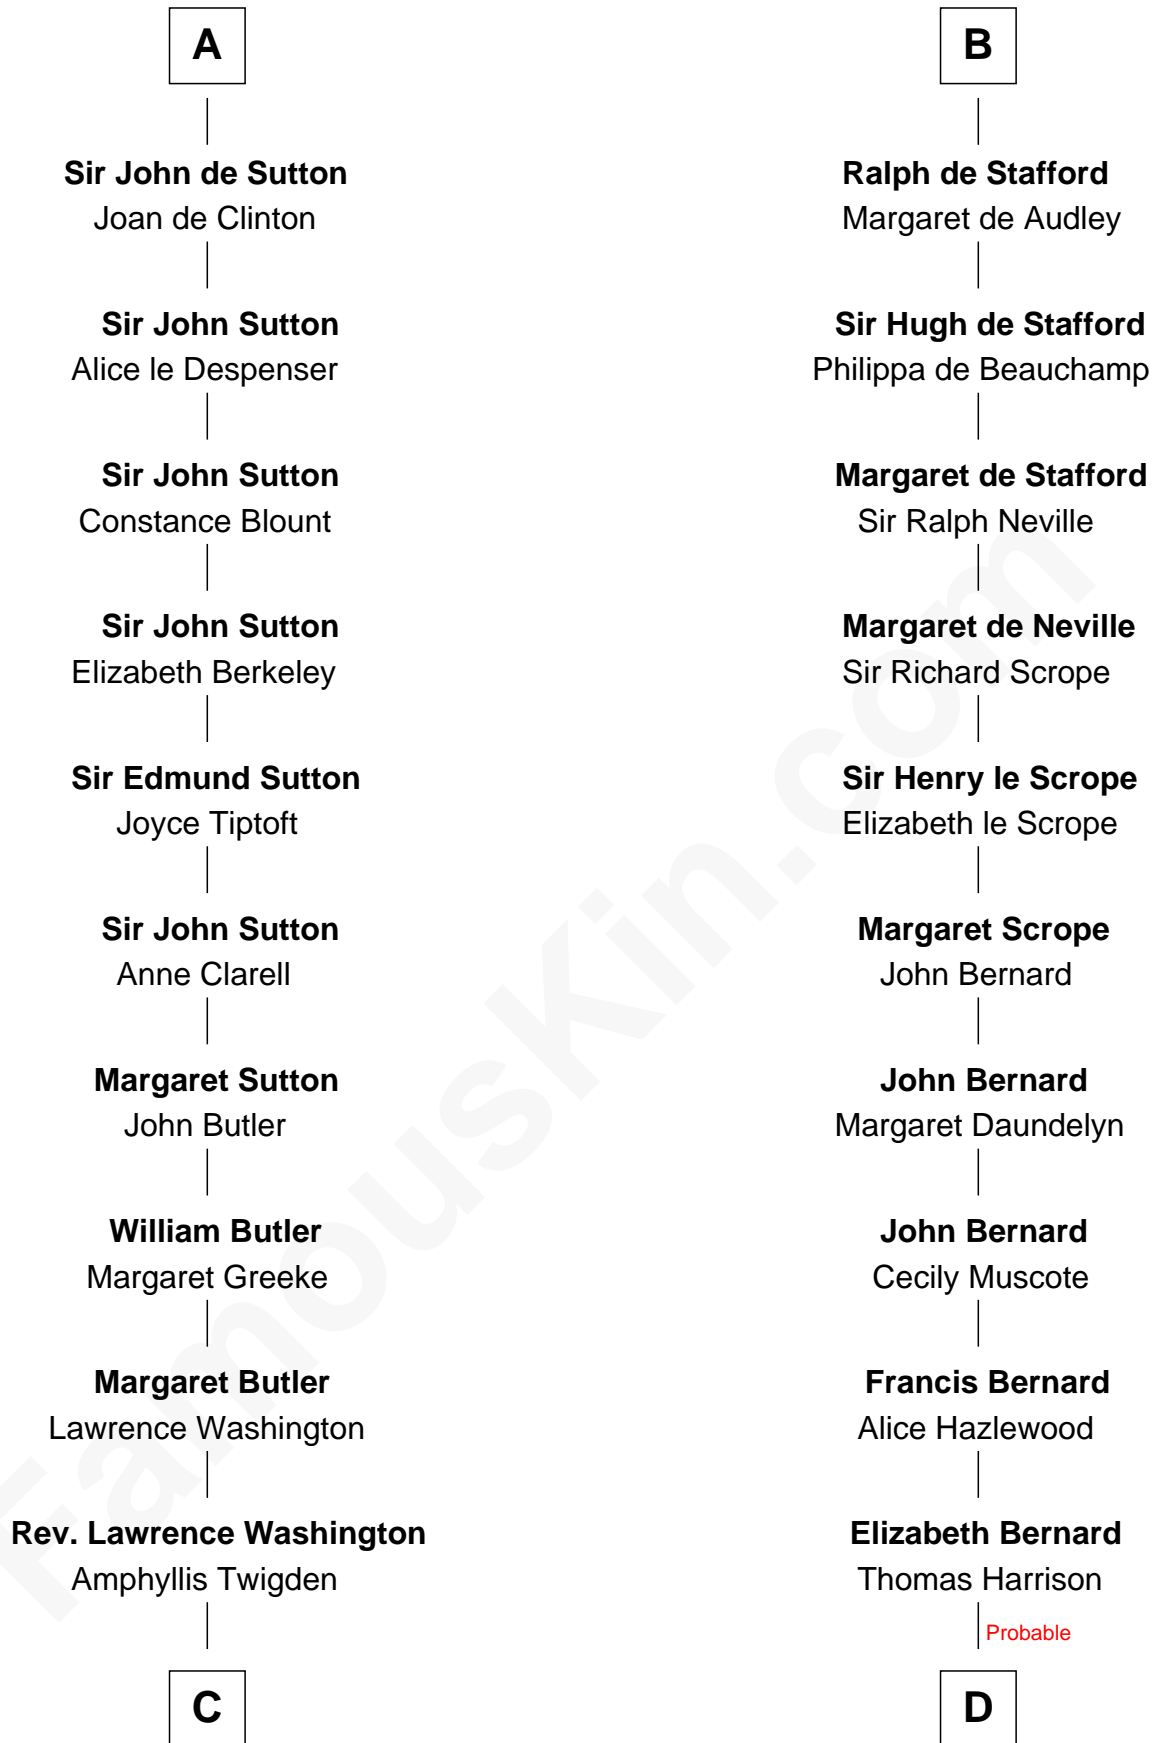 A
Sir John de Sutton
Joan de Clinton
Sir John Sutton
Alice le Despenser
Sir John Sutton
Constance Blount
Sir John Sutton
Elizabeth Berkeley
Sir Edmund Sutton
Joyce Tiptoft
Sir John Sutton
Anne Clarell
Margaret Sutton
John Butler
William Butler
Margaret Greeke
Margaret Butler
Lawrence Washington
Rev. Lawrence Washington
Amphyllis Twigden
C
B
Ralph de Stafford
Margaret de Audley
Sir Hugh de Stafford
Philippa de Beauchamp
Margaret de Stafford
Sir Ralph Neville
Margaret de Neville
Sir Richard Scrope
Sir Henry le Scrope
Elizabeth le Scrope
Margaret Scrope
John Bernard
John Bernard
Margaret Daundelyn
John Bernard
Cecily Muscote
Francis Bernard
Alice Hazlewood
Elizabeth Bernard
Thomas Harrison
Probable
D
FamousKin.com